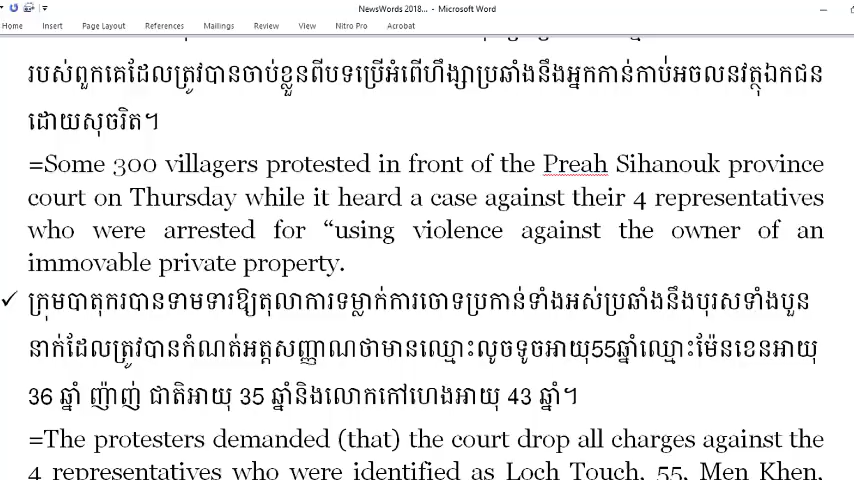 NewsWords 2018... - Microsoft Word
Home Insert Page Layout References Mailings Review View Nitro Pro Acrobat
របស់ពួកគេដែលត្រូវបានចាប់ខ្លួនពីបទប្រើអំពើហឹង្សាប្រឆាំងនឹងអ្នកកាន់កាប់អចលនវត្ថុឯកជន
ដោយសុចរិត។
=Some 300 villagers protested in front of the Preah Sihanouk province
court on Thursday while it heard a case against their 4 representatives
who were arrested for “using violence against the owner of an
immovable private property.
✓ ក្រុមបាតុករបានទាមទារឱ្យតុលាការទម្លាក់ការចោទប្រកាន់ទាំងអស់ប្រឆាំងនឹងបុរសទាំងបួន
នាក់ដែលត្រូវបានកំណត់អត្តសញ្ញាណថាមានឈ្មោះលូចទូចអាយុ55ឆ្នាំឈ្មោះម៉ែនខេនអាយុ
36 ឆ្នាំ ញ៉ាញ់ ជាតិអាយុ 35 ឆ្នាំនិងលោកកៅហេងអាយុ 43 ឆ្នាំ។
=The protesters demanded (that) the court drop all charges against the
4 representatives who were identified as Loch Touch, 55, Men Khen,